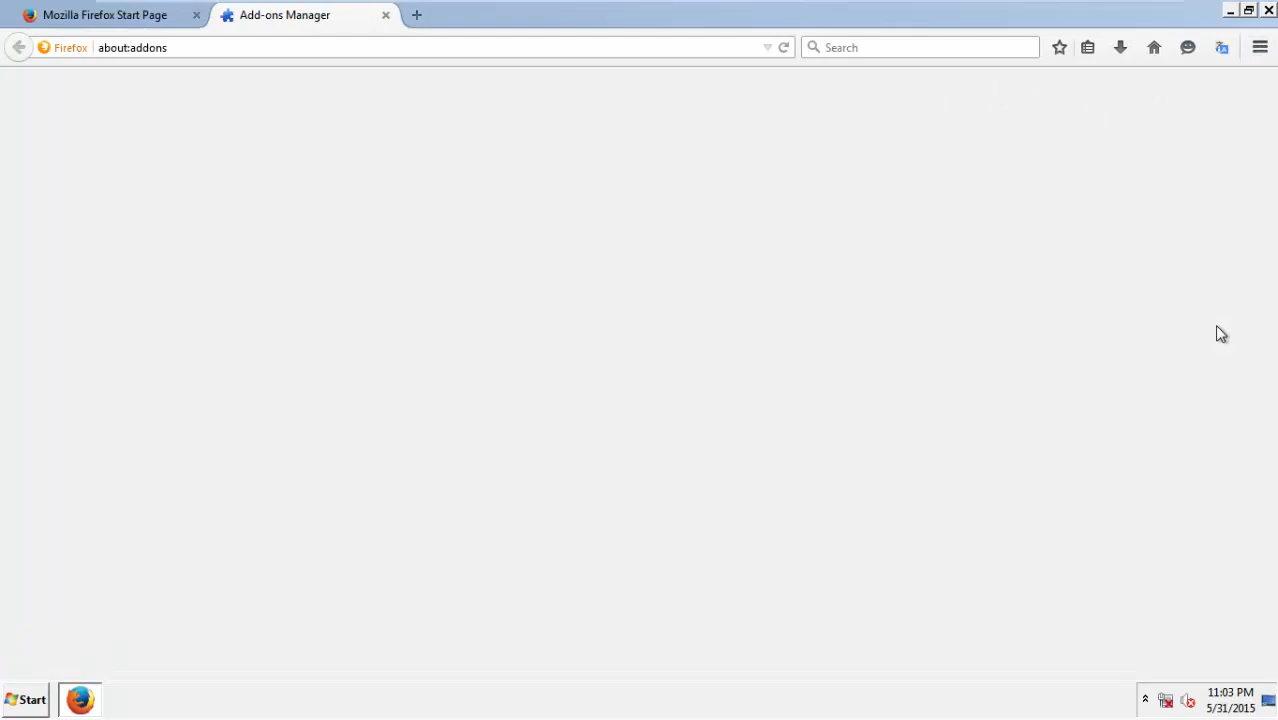 Mozilla Firefox Start Page
Add-ons Manager
Firefox
about:addons
Search
Start
11:03 PM
5/31/2015